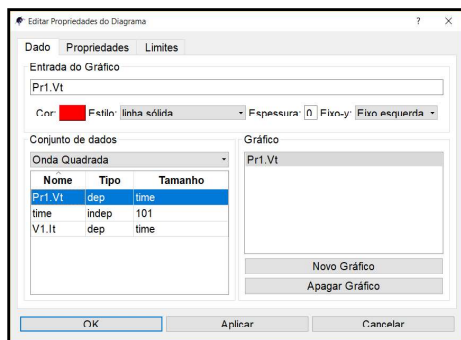 Editar Propriedades do Diagrama ? ×
Dado Propriedades Limites
Entrada do Gráfico
Pr1.Vt
Cor: Estilo: linha sólida Espessura: 0 Eixo-y: Eixo esquerda
Conjunto de dados
Onda Quadrada
Nome Tipo Tamanho
Pr1.Vt dep time
time indep 101
V1.It dep time
Gráfico
Pr1.Vt
Novo Gráfico
Apagar Gráfico
OK Aplicar Cancelar